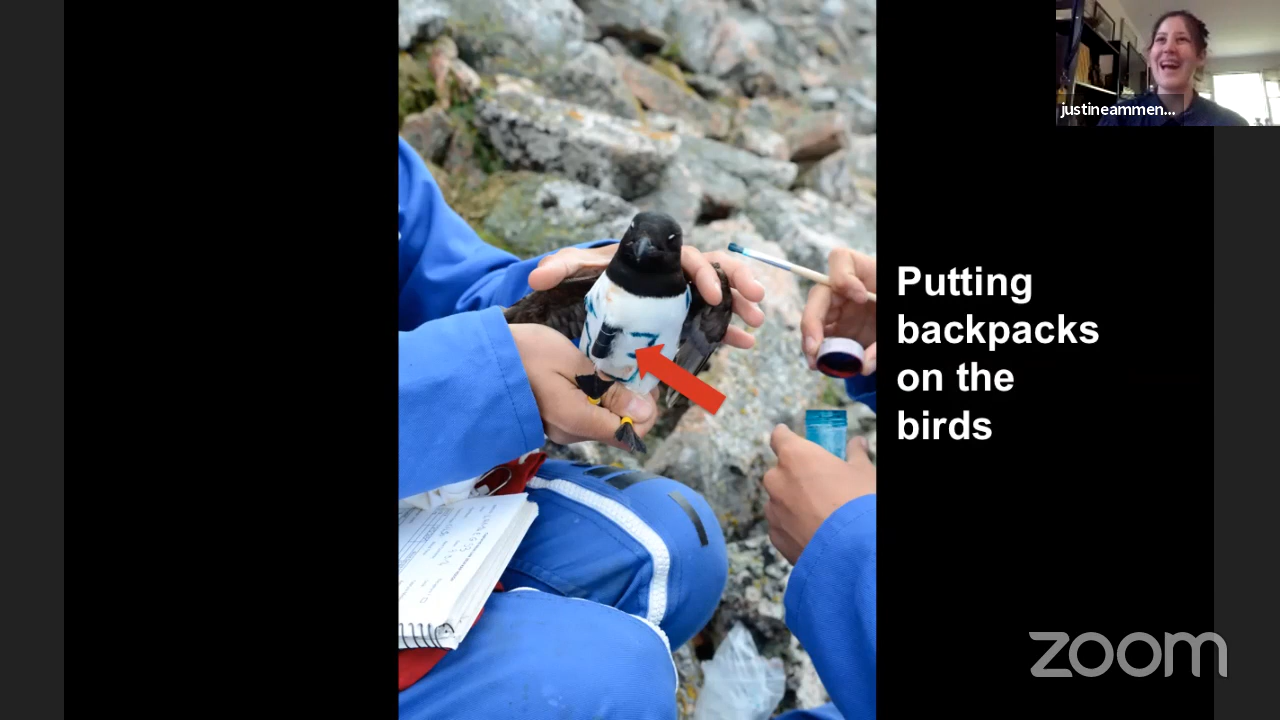 justineammen...
Putting
backpacks
on the
birds
zoom